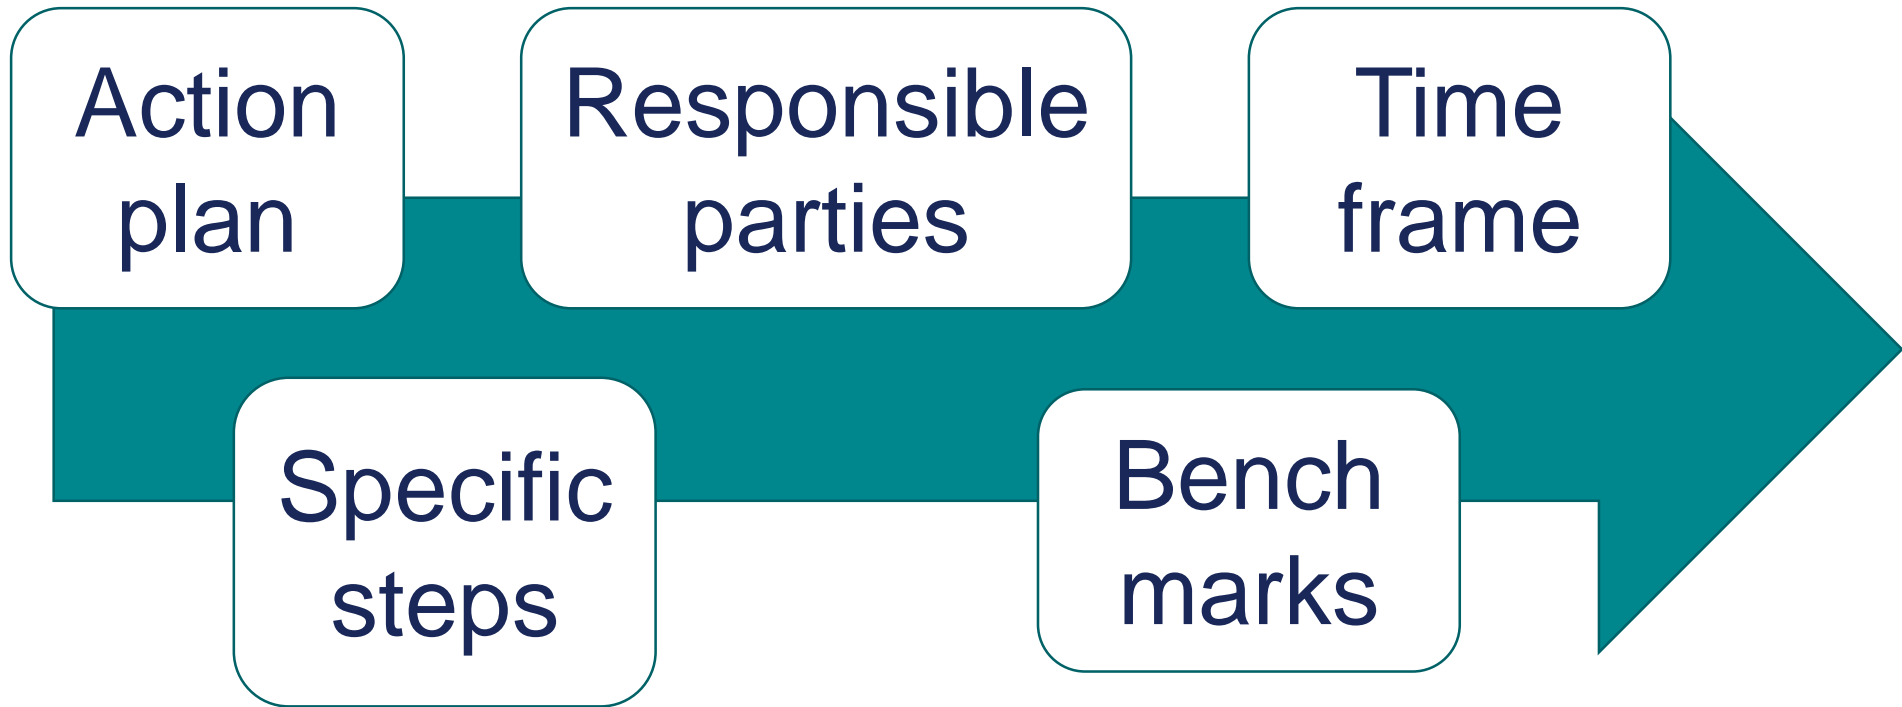 Action
plan
Responsible
parties
Time
frame
Specific
steps
Bench
marks